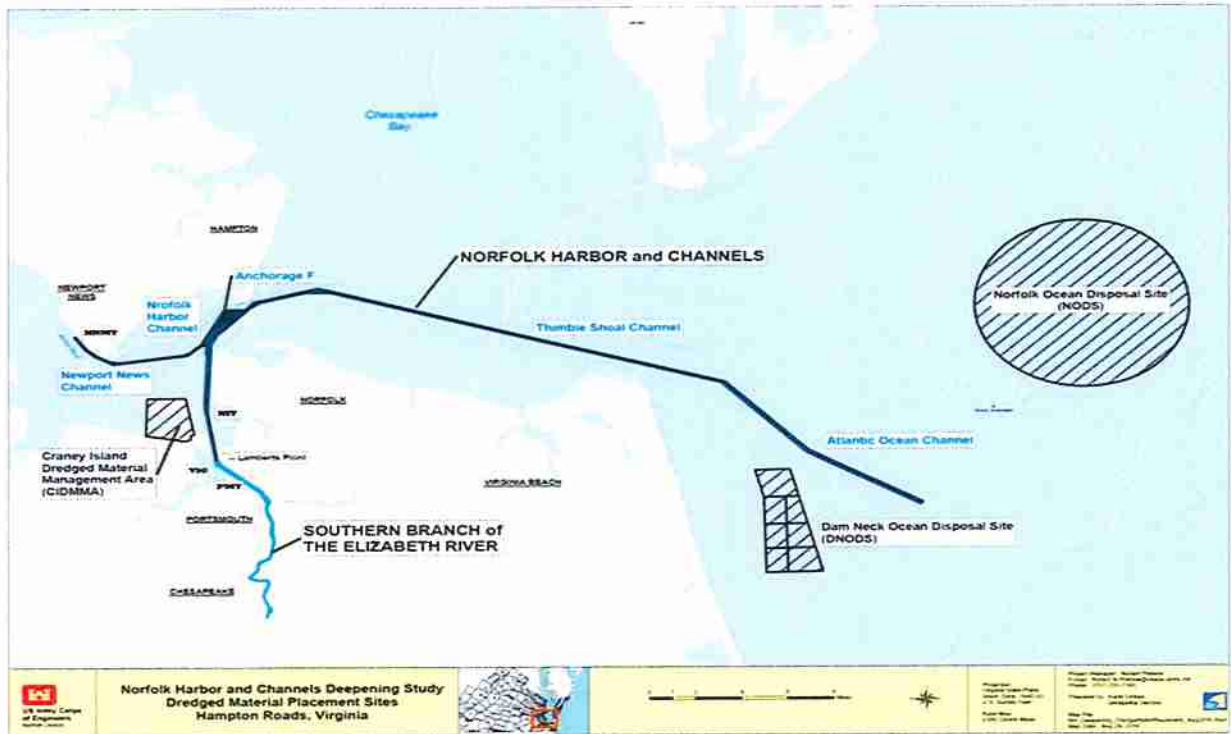 Chesapeake
Bay
HAMPTON
NORFOLK HARBOR and CHANNELS
Anchorage F
NEWPORT
NEWS
Nrofolk
Harbor
Channel
Norfolk Ocean Disposal Site
(NODS)
Thimble Shoal Channel
Newport News
Channel
NIT
NORFOLK
Craney Island
Dredged Material
Management Area
(CIDMMA)
Lamberts Point
Atlantic Ocean Channel
PMT
VIRGINIA BEACH
PORTSMOUTH
SOUTHERN BRANCH of
THE ELIZABETH RIVER
Dam Neck Ocean Disposal Site
(DNODS)
CHESAPEAKE
US Army Corps
of Engineers
Norfolk Harbor and Channels Deepening Study
Dredged Material Placement Sites
Hampton Roads, Virginia